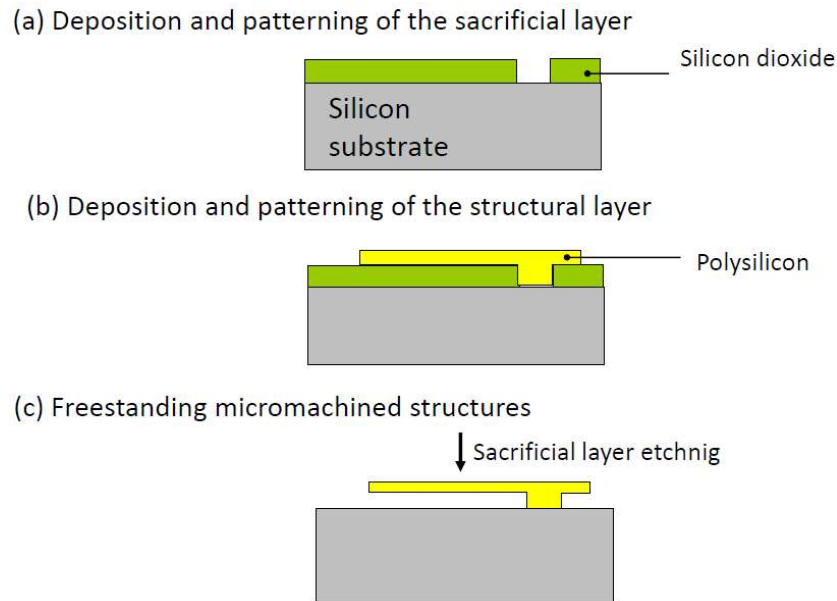 (a) Deposition and patterning of the sacrificial layer
Silicon dioxide
Silicon
substrate
(b) Deposition and patterning of the structural layer
Polysilicon
(c) Freestanding micromachined structures
Sacrificial layer etchnig